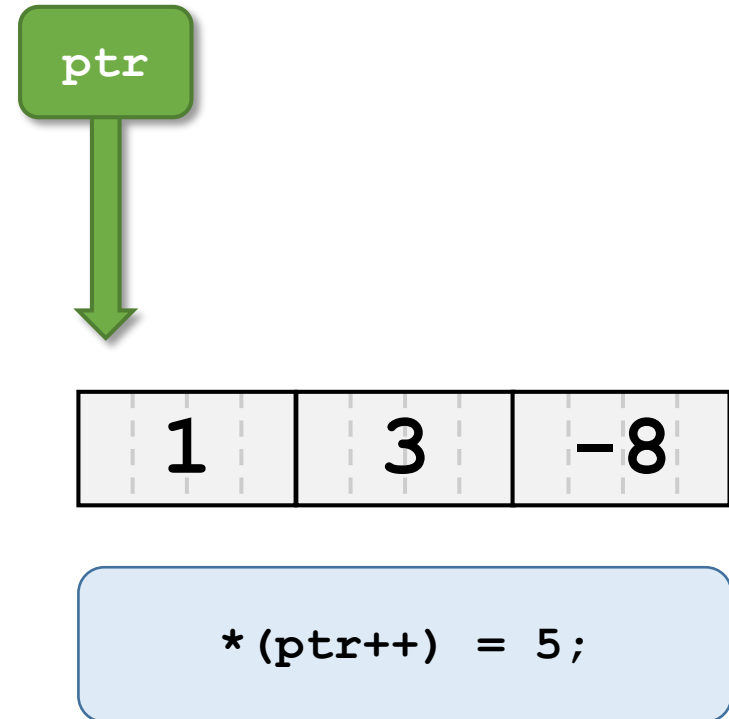 ptr
1 3 -8
*(ptr++) = 5;